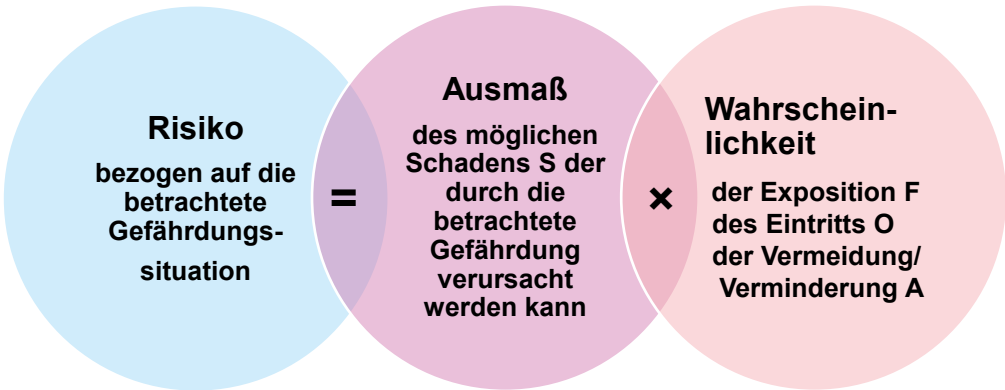 Risiko
bezogen auf die
betrachtete
Gefährdungs-
situation
=
Ausmaß
des möglichen
Schadens S der
durch die
betrachtete
Gefährdung
verursacht
werden kann
×
Wahrschein-
lichkeit
der Exposition F
des Eintritts O
der Vermeidung/
Verminderung A